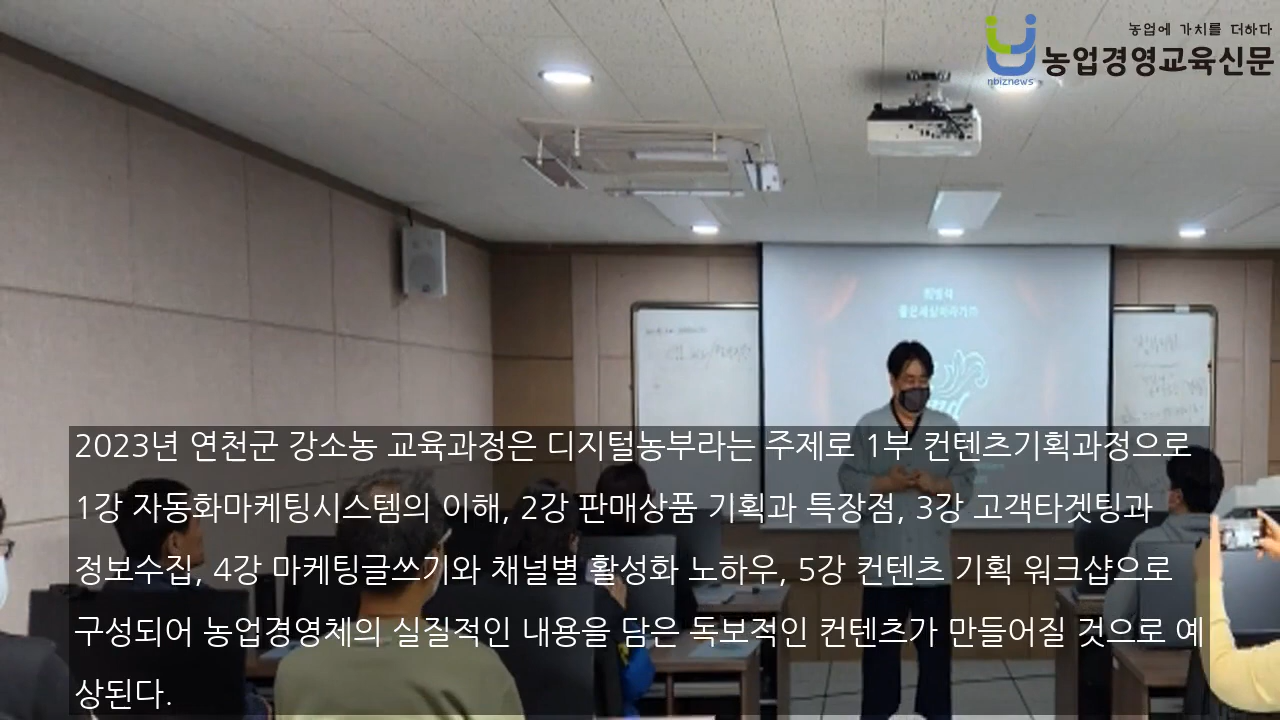 농업에 가치를 더하다
농업경영교육신문
nbiznews
2023년 연천군 강소농 교육과정은 디지털농부라는 주제로 1부 컨텐츠기획과정으로
1강 자동화마케팅시스템의 이해, 2강 판매상품 기획과 특장점, 3강 고객타겟팅과
정보수집, 4강 마케팅글쓰기와 채널별 활성화 노하우, 5강 컨텐츠 기획 워크샵으로
구성되어 농업경영체의 실질적인 내용을 담은 독보적인 컨텐츠가 만들어질 것으로 예
상된다.